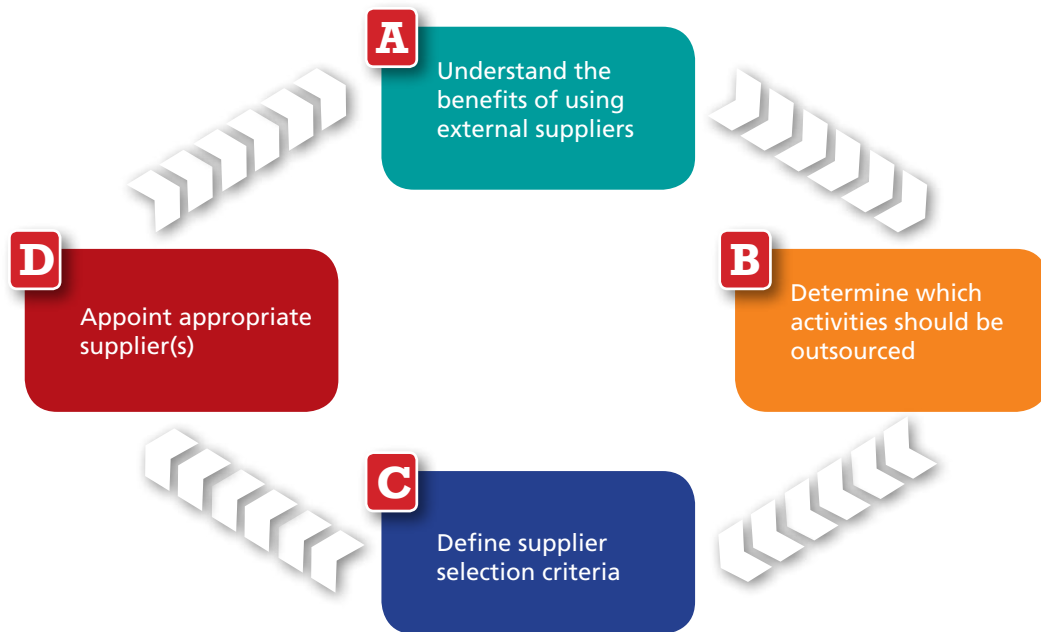 A
Understand the
benefits of using
external suppliers
B
Determine which
activities should be
outsourced
C
Define supplier
selection criteria
D
Appoint appropriate
supplier(s)